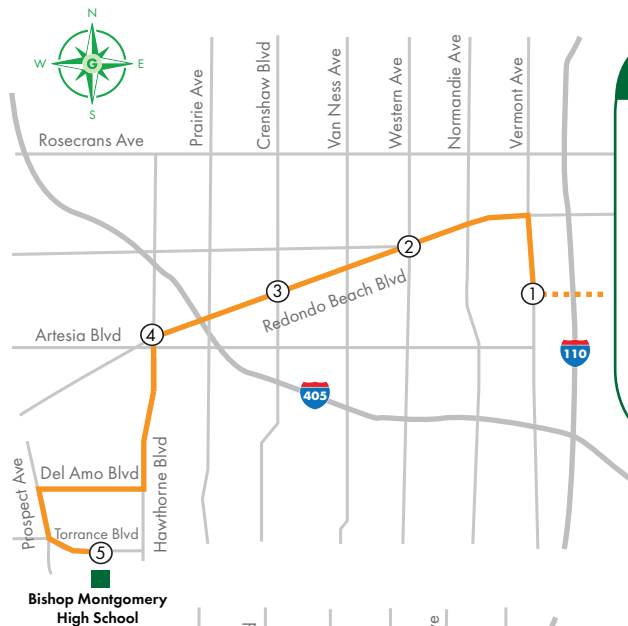 N
W G E
S
Prairie Ave
Crenshaw Blvd
Van Ness Ave
Western Ave
Normandie Ave
Vermont Ave
Rosecrans Ave
2
3
1
Redondo Beach Blvd
4
Artesia Blvd
110
405
Prospect Ave
Del Amo Blvd
Hawthorne Blvd
Torrance Blvd
5
Bishop Montgomery
High School